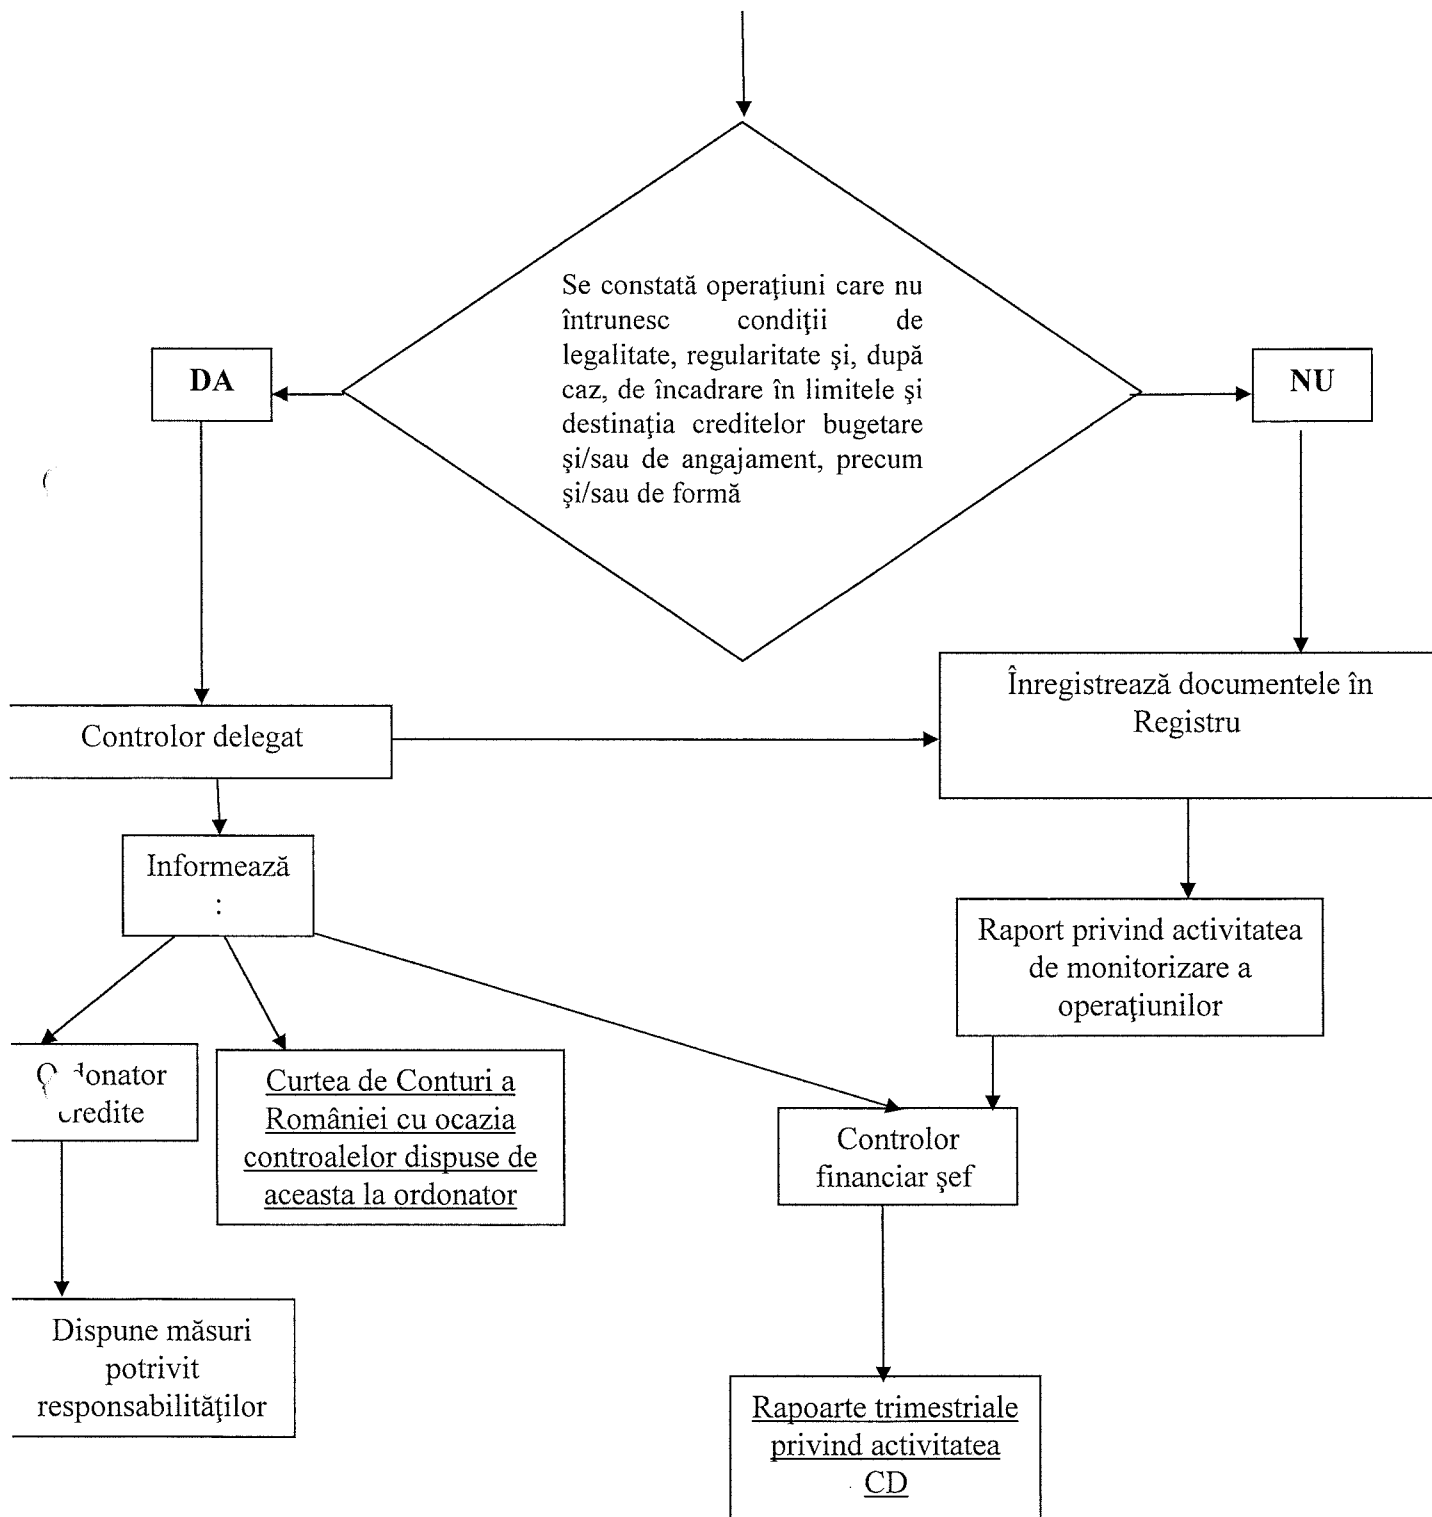 Se constată operaţiuni care nu
întrunesc condiţii de
legalitate, regularitate şi, după
caz, de încadrare în limitele şi
destinaţia creditelor bugetare
şi/sau de angajament, precum
şi/sau de formă
DA
NU
Înregistrează documentele în
Registru
Controlor delegat
Informează
:
Raport privind activitatea
de monitorizare a
operaţiunilor
Curtea de Conturi a
României cu ocazia
controalelor dispuse de
aceasta la ordonator
Controlor
financiar şef
Dispune măsuri
potrivit
responsabilităţilor
Rapoarte trimestriale
privind activitatea
CD